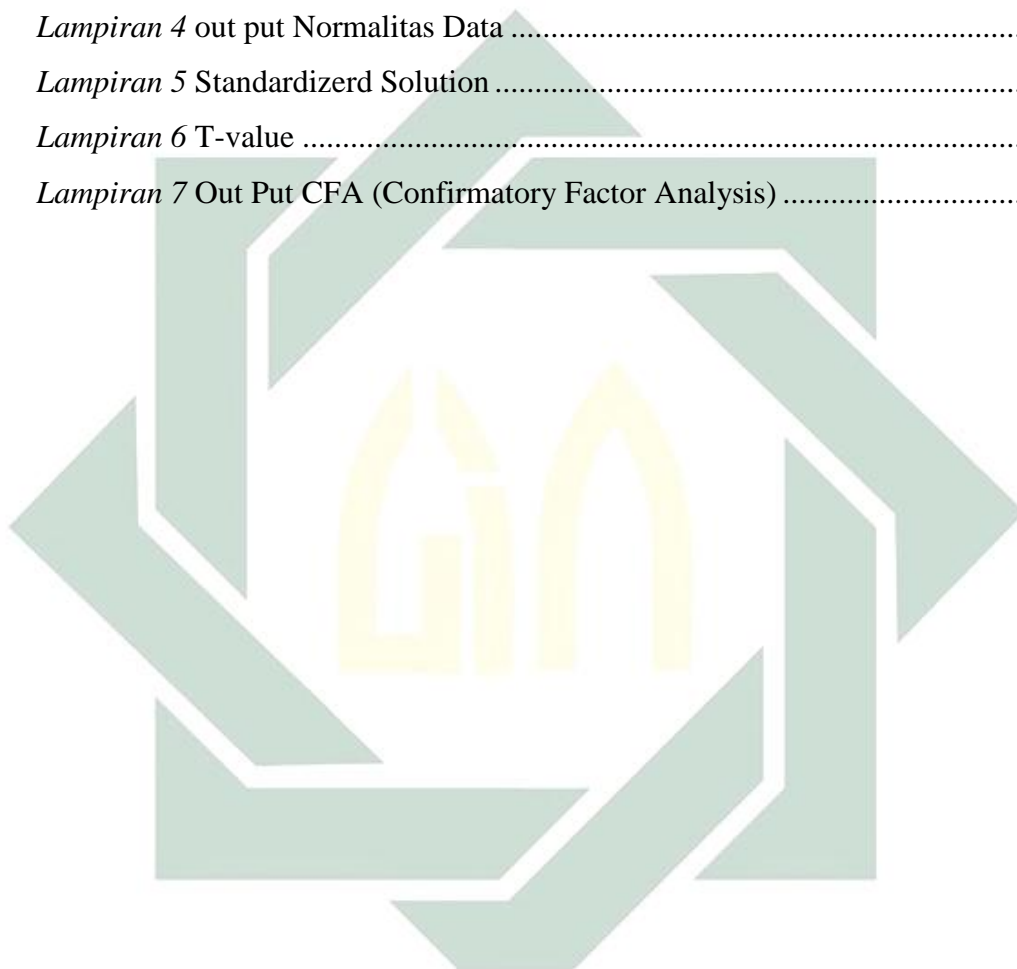 Lampiran 4 out put Normalitas Data ................................................................................
Lampiran 5 Standardizerd Solution ................................................................................
Lampiran 6 T-value ................................................................................
Lampiran 7 Out Put CFA (Confirmatory Factor Analysis) ....................................